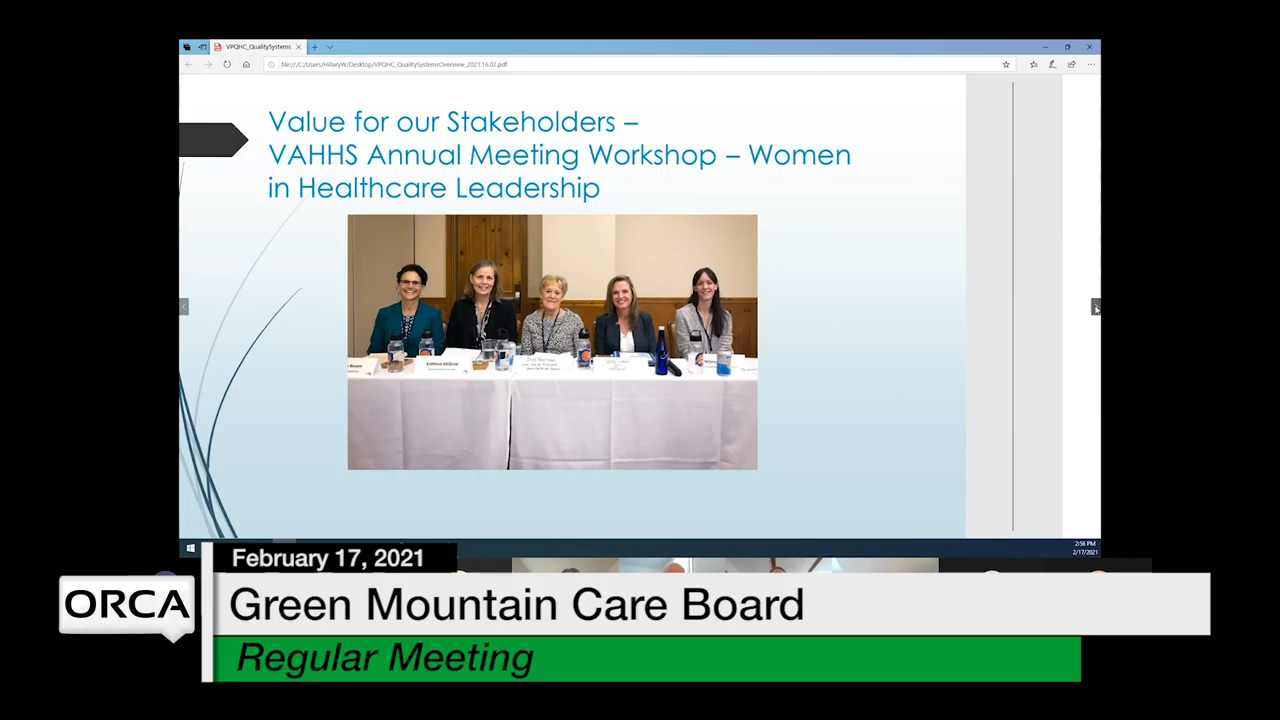 VPQHC_QualitySystems
file:///C:/Users/HillaryW/Desktop/VPQHC_QualitySystemsOverview_2021.16.02.pdf
Value for our Stakeholders –
VAHHS Annual Meeting Workshop – Women
in Healthcare Leadership
2:56 PM
2/17/2021
February 17, 2021
ORCA
Green Mountain Care Board
Regular Meeting